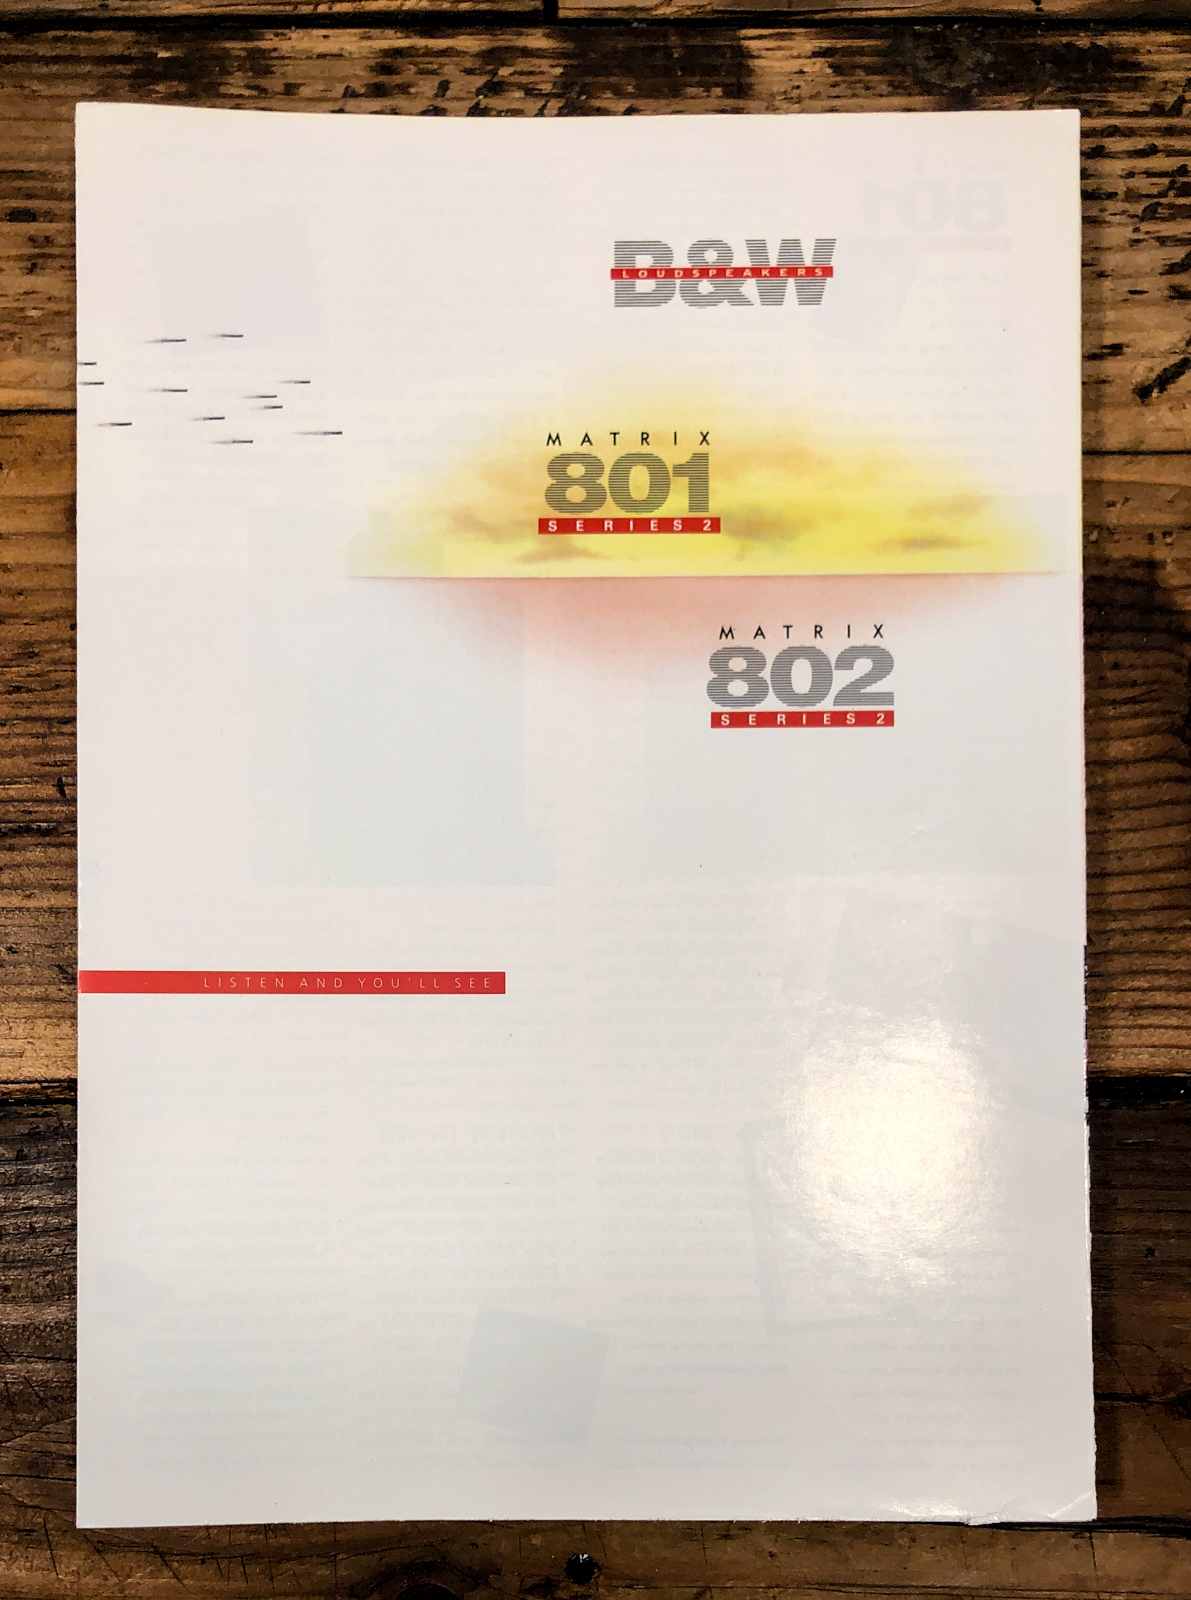 B&W
LOUDSPEAKERS
MATRIX
801
SERIES 2
MATRIX
802
SERIES 2
LISTEN AND YOU'LL SEE